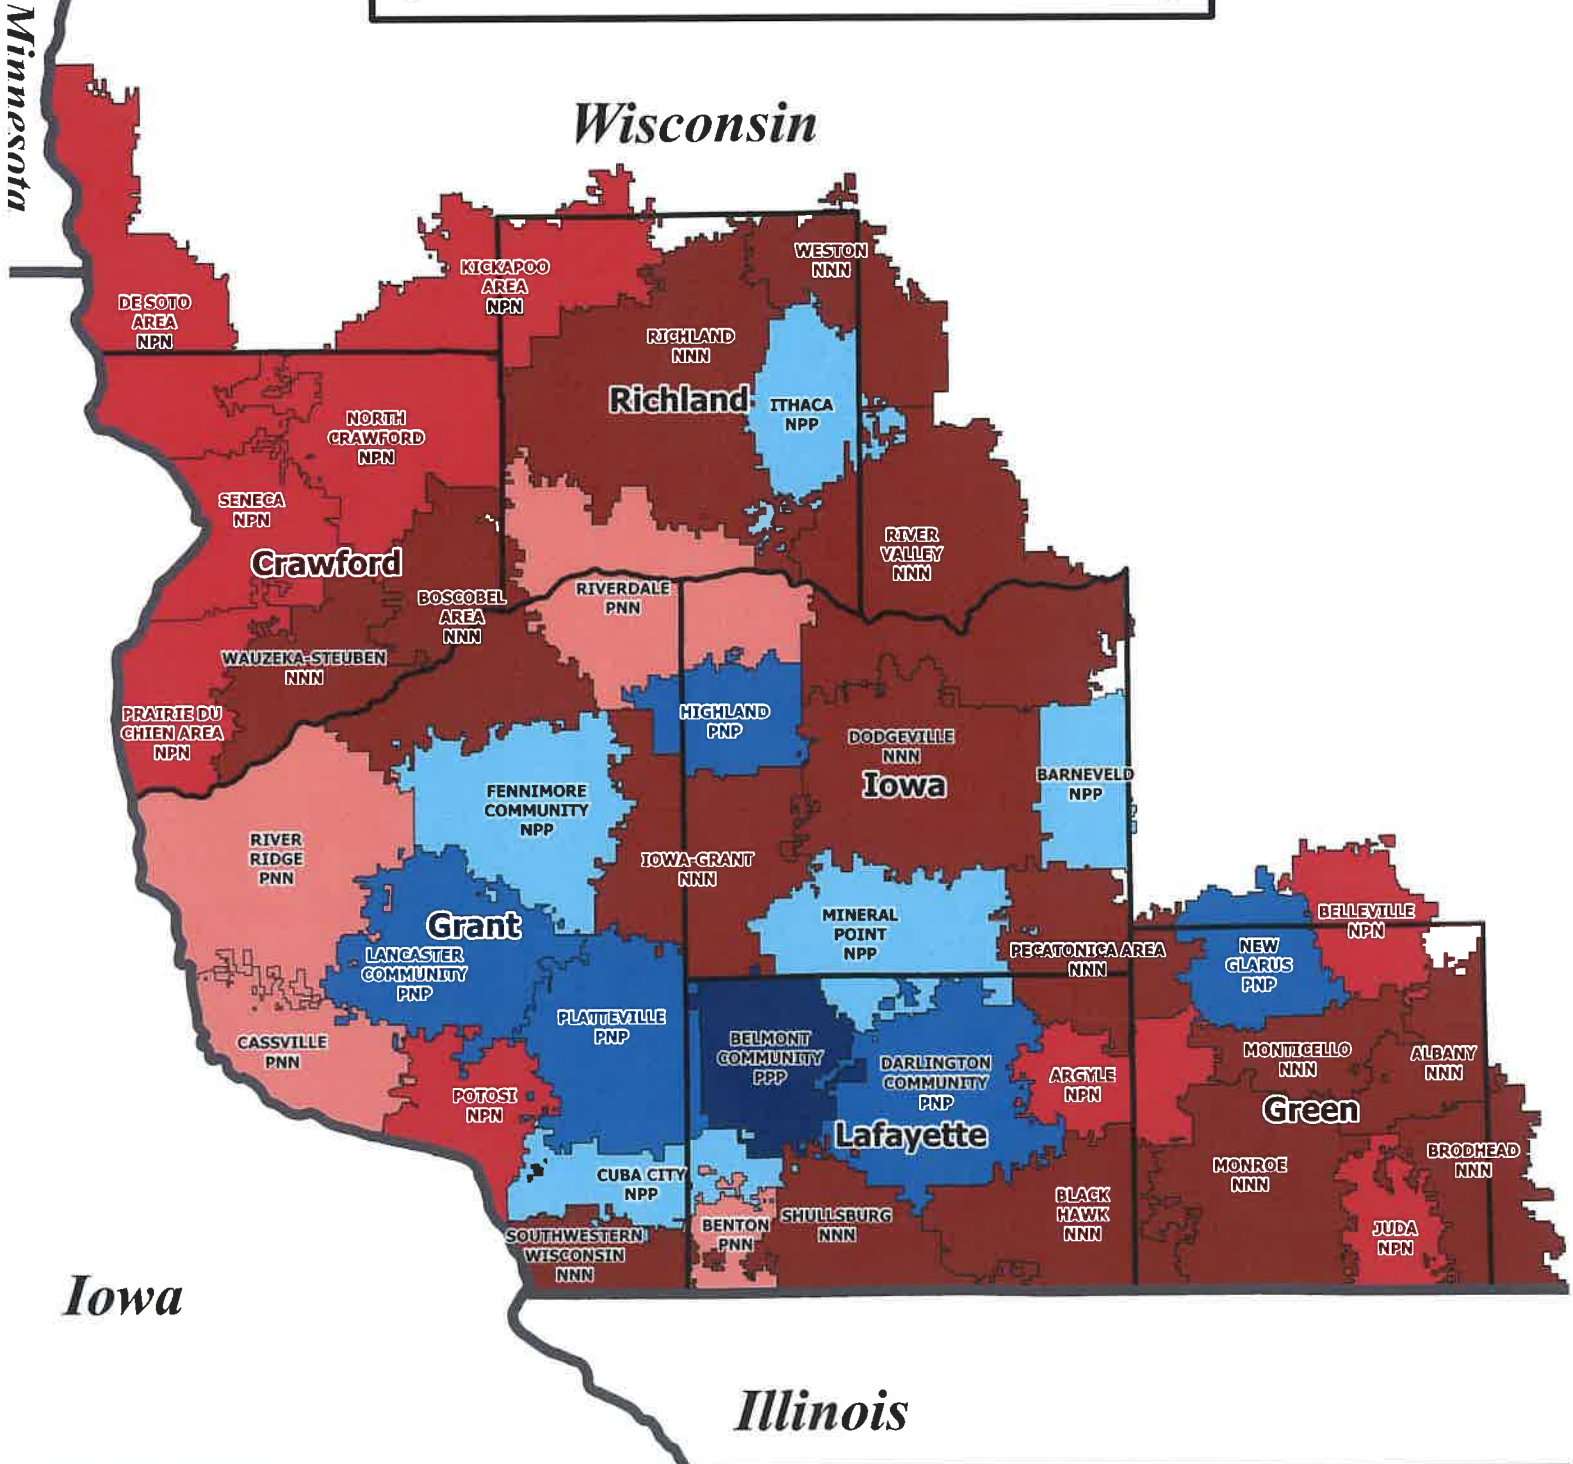 Minnesota
Wisconsin
WESTON
NNN
KICKAPOO
AREA
NPN
DE SOTO
AREA
NPN
RICHLAND
NNN
Richland
ITHACA
NPP
NORTH
CRAWFORD
NPN
SENECA
NPN
Crawford
RIVER
VALLEY
NNN
RIVERDALE
PNN
BOSCOBEL
AREA
NNN
WAUZEKA-STEUBEN
NNN
PRAIRIE DU
CHIEN AREA
NPN
HIGHLAND
PNP
DODGEVILLE
NNN
Iowa
BARNEVELD
NPP
FENNIMORE
COMMUNITY
NPP
RIVER
RIDGE
PNN
IOWA-GRANT
NNN
Grant
MINERAL
POINT
NPP
PECATONICA AREA
NNN
BELLEVILLE
NPN
NEW
GLARUS
PNP
LANCASTER
COMMUNITY
PNP
PLATTEVILLE
PNP
CASSVILLE
PNN
BELMONT
COMMUNITY
PPP
DARLINGTON
COMMUNITY
PNP
ARGYLE
NPN
MONTICELLO
NNN
ALBANY
NNN
POTOSI
NPN
Green
Lafayette
CUBA CITY
NPP
MONROE
NNN
BRODHEAD
NNN
BENTON
PNN
SHULLSBURG
NNN
BLACK
HAWK
NNN
JUDA
NPN
SOUTHWESTERN
WISCONSIN
NNN
Iowa
Illinois